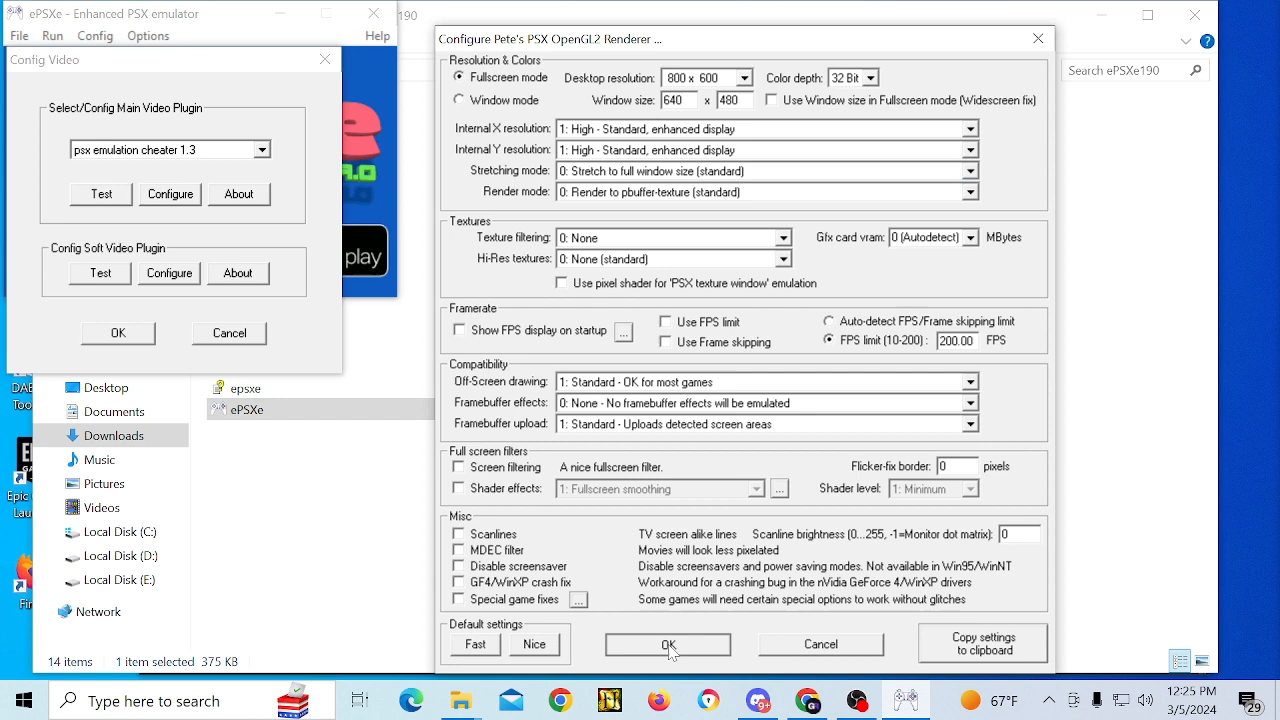 ePSXe - Enhanced PSX emulator
190
File Run Config Options Help
Config Video
Select/Config Main Video Plugin
psx emulation cheater 1.3
Test Configure About
Config Soft Video Plugin
Test Configure About
OK Cancel
play
Search ePSXe190
Configure Pete's PSX OpenGL2 Renderer ...
Resolution & Colors
Fullscreen mode Desktop resolution: 800 x 600 Color depth: 32 Bit
Window mode Window size: 640 x 480 Use Window size in Fullscreen mode (Widescreen fix)
Internal X resolution: 1: High - Standard, enhanced display
Internal Y resolution: 1: High - Standard, enhanced display
Stretching mode: 0: Stretch to full window size (standard)
Render mode: 0: Render to pbuffer-texture (standard)
Textures
Texture filtering: 0: None Gfx card vram: 0 (Autodetect) MBytes
Hi-Res textures: 0: None (standard)
Use pixel shader for 'PSX texture window' emulation
Framerate
Show FPS display on startup ... Use FPS limit Auto-detect FPS/Frame skipping limit
Use Frame skipping FPS limit (10-200) : 200.00 FPS
Compatibility
Off-Screen drawing: 1: Standard - OK for most games
Framebuffer effects: 0: None - No framebuffer effects will be emulated
Framebuffer upload: 1: Standard - Uploads detected screen areas
Full screen filters
Screen filtering A nice fullscreen filter. Flicker-fix border: 0 pixels
Shader effects: 1: Fullscreen smoothing ... Shader level: 1: Minimum
Misc
Scanlines TV screen alike lines Scanline brightness (0...255, -1=Monitor dot matrix): 0
MDEC filter Movies will look less pixelated
Disable screensaver Disable screensavers and power saving modes. Not available in Win95/WinNT
GF4/WinXP crash fix Workaround for a crashing bug in the nVidia GeForce 4/WinXP drivers
Special game fixes ... Some games will need certain special options to work without glitches
Default settings
Fast Nice OK Cancel Copy settings
to clipboard
Desktop
Documents
Downloads
Music
Pictures
Videos
Local Disk (C:)
Local Disk (D:)
Local Disk (E:)
Network
epsxe
ePSXe
14 items 1 item selected 375 KB
Too
Epic
Lau
Fir
Type here to search
67°F
12:25 PM
3/5/2024
29